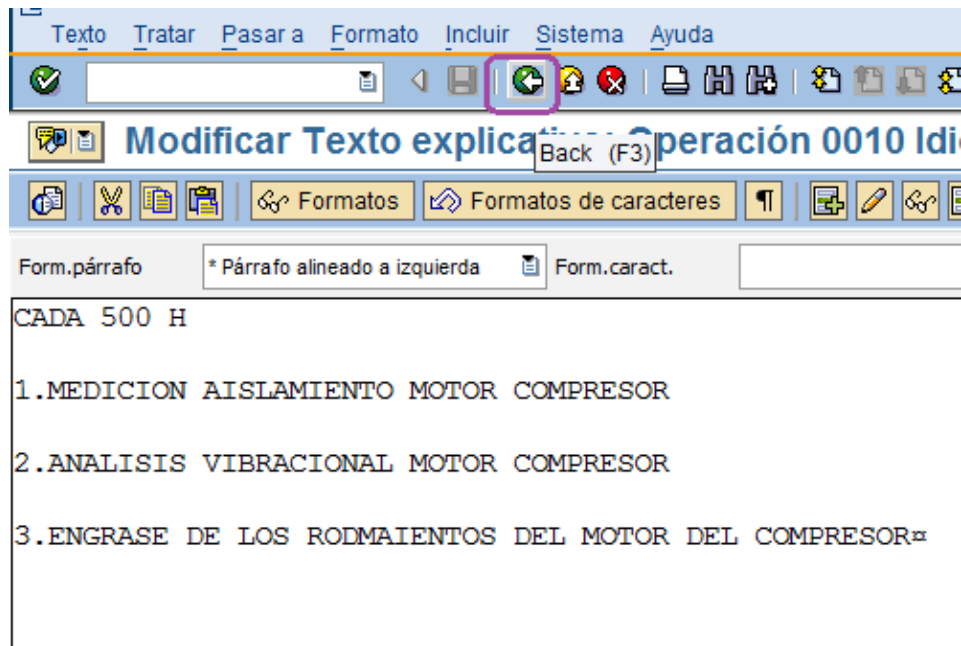 Texto Tratar Pasar a Formato Incluir Sistema Ayuda
Modificar Texto Operación 0010
Back (F3)
Formatos Formatos de caracteres ¶
Form.párrafo * Párrafo alineado a izquierda Form.caract.
CADA 500 H
1.MEDICION AISLAMIENTO MOTOR COMPRESOR
2.ANALISIS VIBRACIONAL MOTOR COMPRESOR
3.ENGRASE DE LOS RODMAIENTOS DEL MOTOR DEL COMPRESOR¤